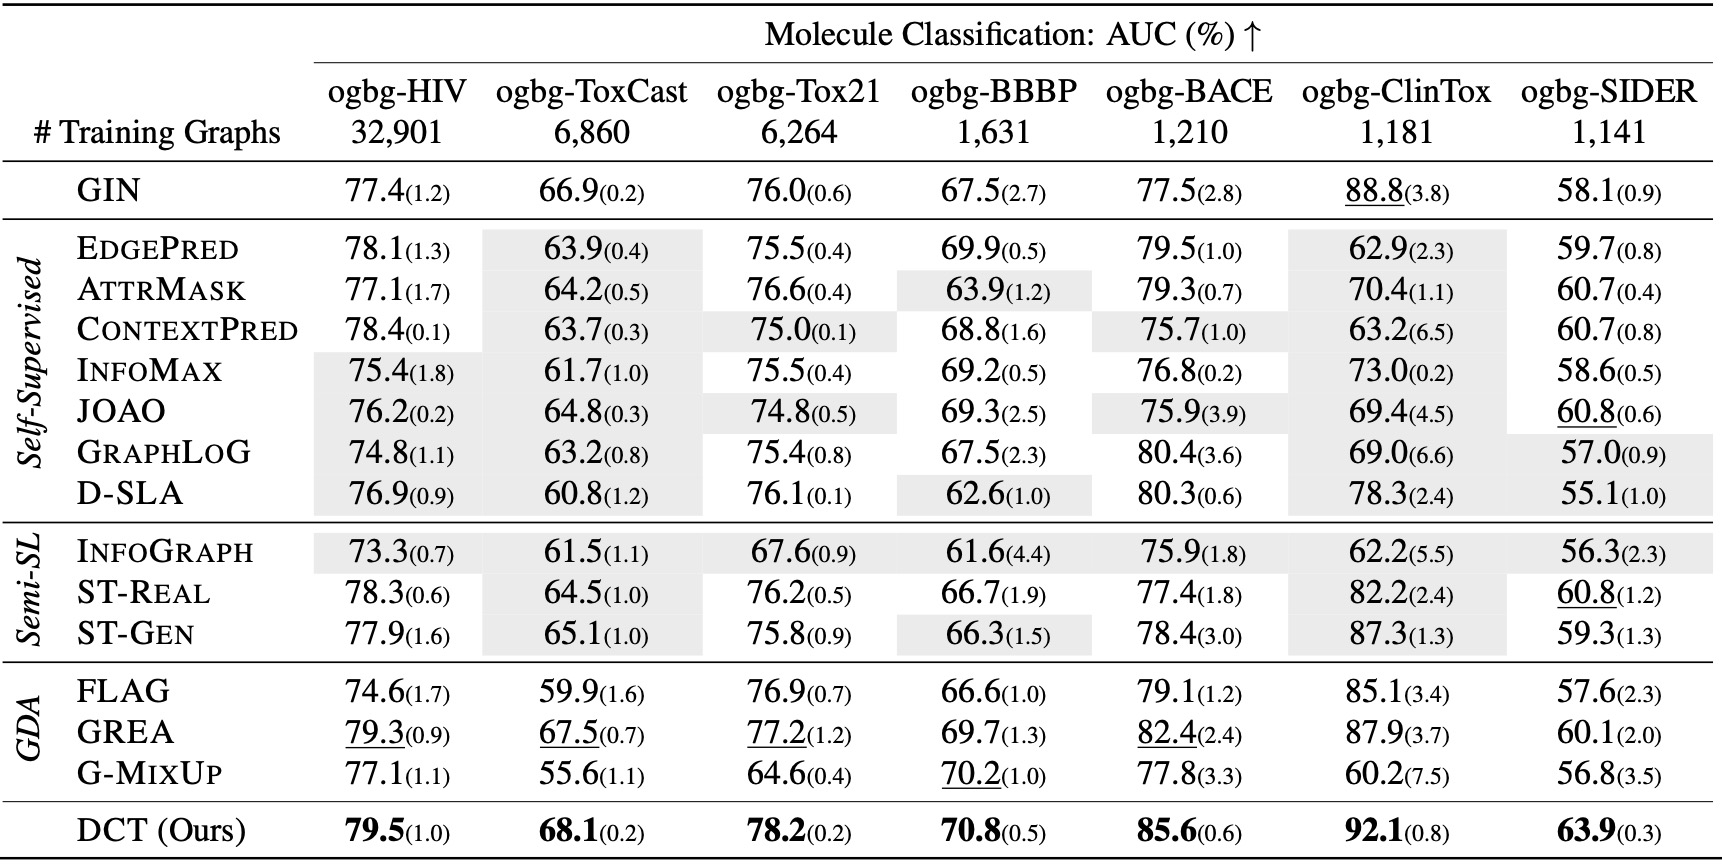 Molecule Classification: AUC (%) ↑
ogbg-HIV ogbg-ToxCast ogbg-Tox21 ogbg-BBBP ogbg-BACE ogbg-ClinTox ogbg-SIDER
# Training Graphs 32,901 6,860 6,264 1,631 1,210 1,181 1,141
GIN 77.4(1.2) 66.9(0.2) 76.0(0.6) 67.5(2.7) 77.5(2.8) 88.8(3.8) 58.1(0.9)
Self-Supervised
EDGEPRED 78.1(1.3) 63.9(0.4) 75.5(0.4) 69.9(0.5) 79.5(1.0) 62.9(2.3) 59.7(0.8)
ATTRMASK 77.1(1.7) 64.2(0.5) 76.6(0.4) 63.9(1.2) 79.3(0.7) 70.4(1.1) 60.7(0.4)
CONTEXTPRED 78.4(0.1) 63.7(0.3) 75.0(0.1) 68.8(1.6) 75.7(1.0) 63.2(6.5) 60.7(0.8)
INFOMAX 75.4(1.8) 61.7(1.0) 75.5(0.4) 69.2(0.5) 76.8(0.2) 73.0(0.2) 58.6(0.5)
JOAO 76.2(0.2) 64.8(0.3) 74.8(0.5) 69.3(2.5) 75.9(3.9) 69.4(4.5) 60.8(0.6)
GRAPHLOG 74.8(1.1) 63.2(0.8) 75.4(0.8) 67.5(2.3) 80.4(3.6) 69.0(6.6) 57.0(0.9)
D-SLA 76.9(0.9) 60.8(1.2) 76.1(0.1) 62.6(1.0) 80.3(0.6) 78.3(2.4) 55.1(1.0)
Semi-SL
INFOGRAPH 73.3(0.7) 61.5(1.1) 67.6(0.9) 61.6(4.4) 75.9(1.8) 62.2(5.5) 56.3(2.3)
ST-REAL 78.3(0.6) 64.5(1.0) 76.2(0.5) 66.7(1.9) 77.4(1.8) 82.2(2.4) 60.8(1.2)
ST-GEN 77.9(1.6) 65.1(1.0) 75.8(0.9) 66.3(1.5) 78.4(3.0) 87.3(1.3) 59.3(1.3)
GDA
FLAG 74.6(1.7) 59.9(1.6) 76.9(0.7) 66.6(1.0) 79.1(1.2) 85.1(3.4) 57.6(2.3)
GREA 79.3(0.9) 67.5(0.7) 77.2(1.2) 69.7(1.3) 82.4(2.4) 87.9(3.7) 60.1(2.0)
G-MIXUP 77.1(1.1) 55.6(1.1) 64.6(0.4) 70.2(1.0) 77.8(3.3) 60.2(7.5) 56.8(3.5)
DCT (Ours) 79.5(1.0) 68.1(0.2) 78.2(0.2) 70.8(0.5) 85.6(0.6) 92.1(0.8) 63.9(0.3)